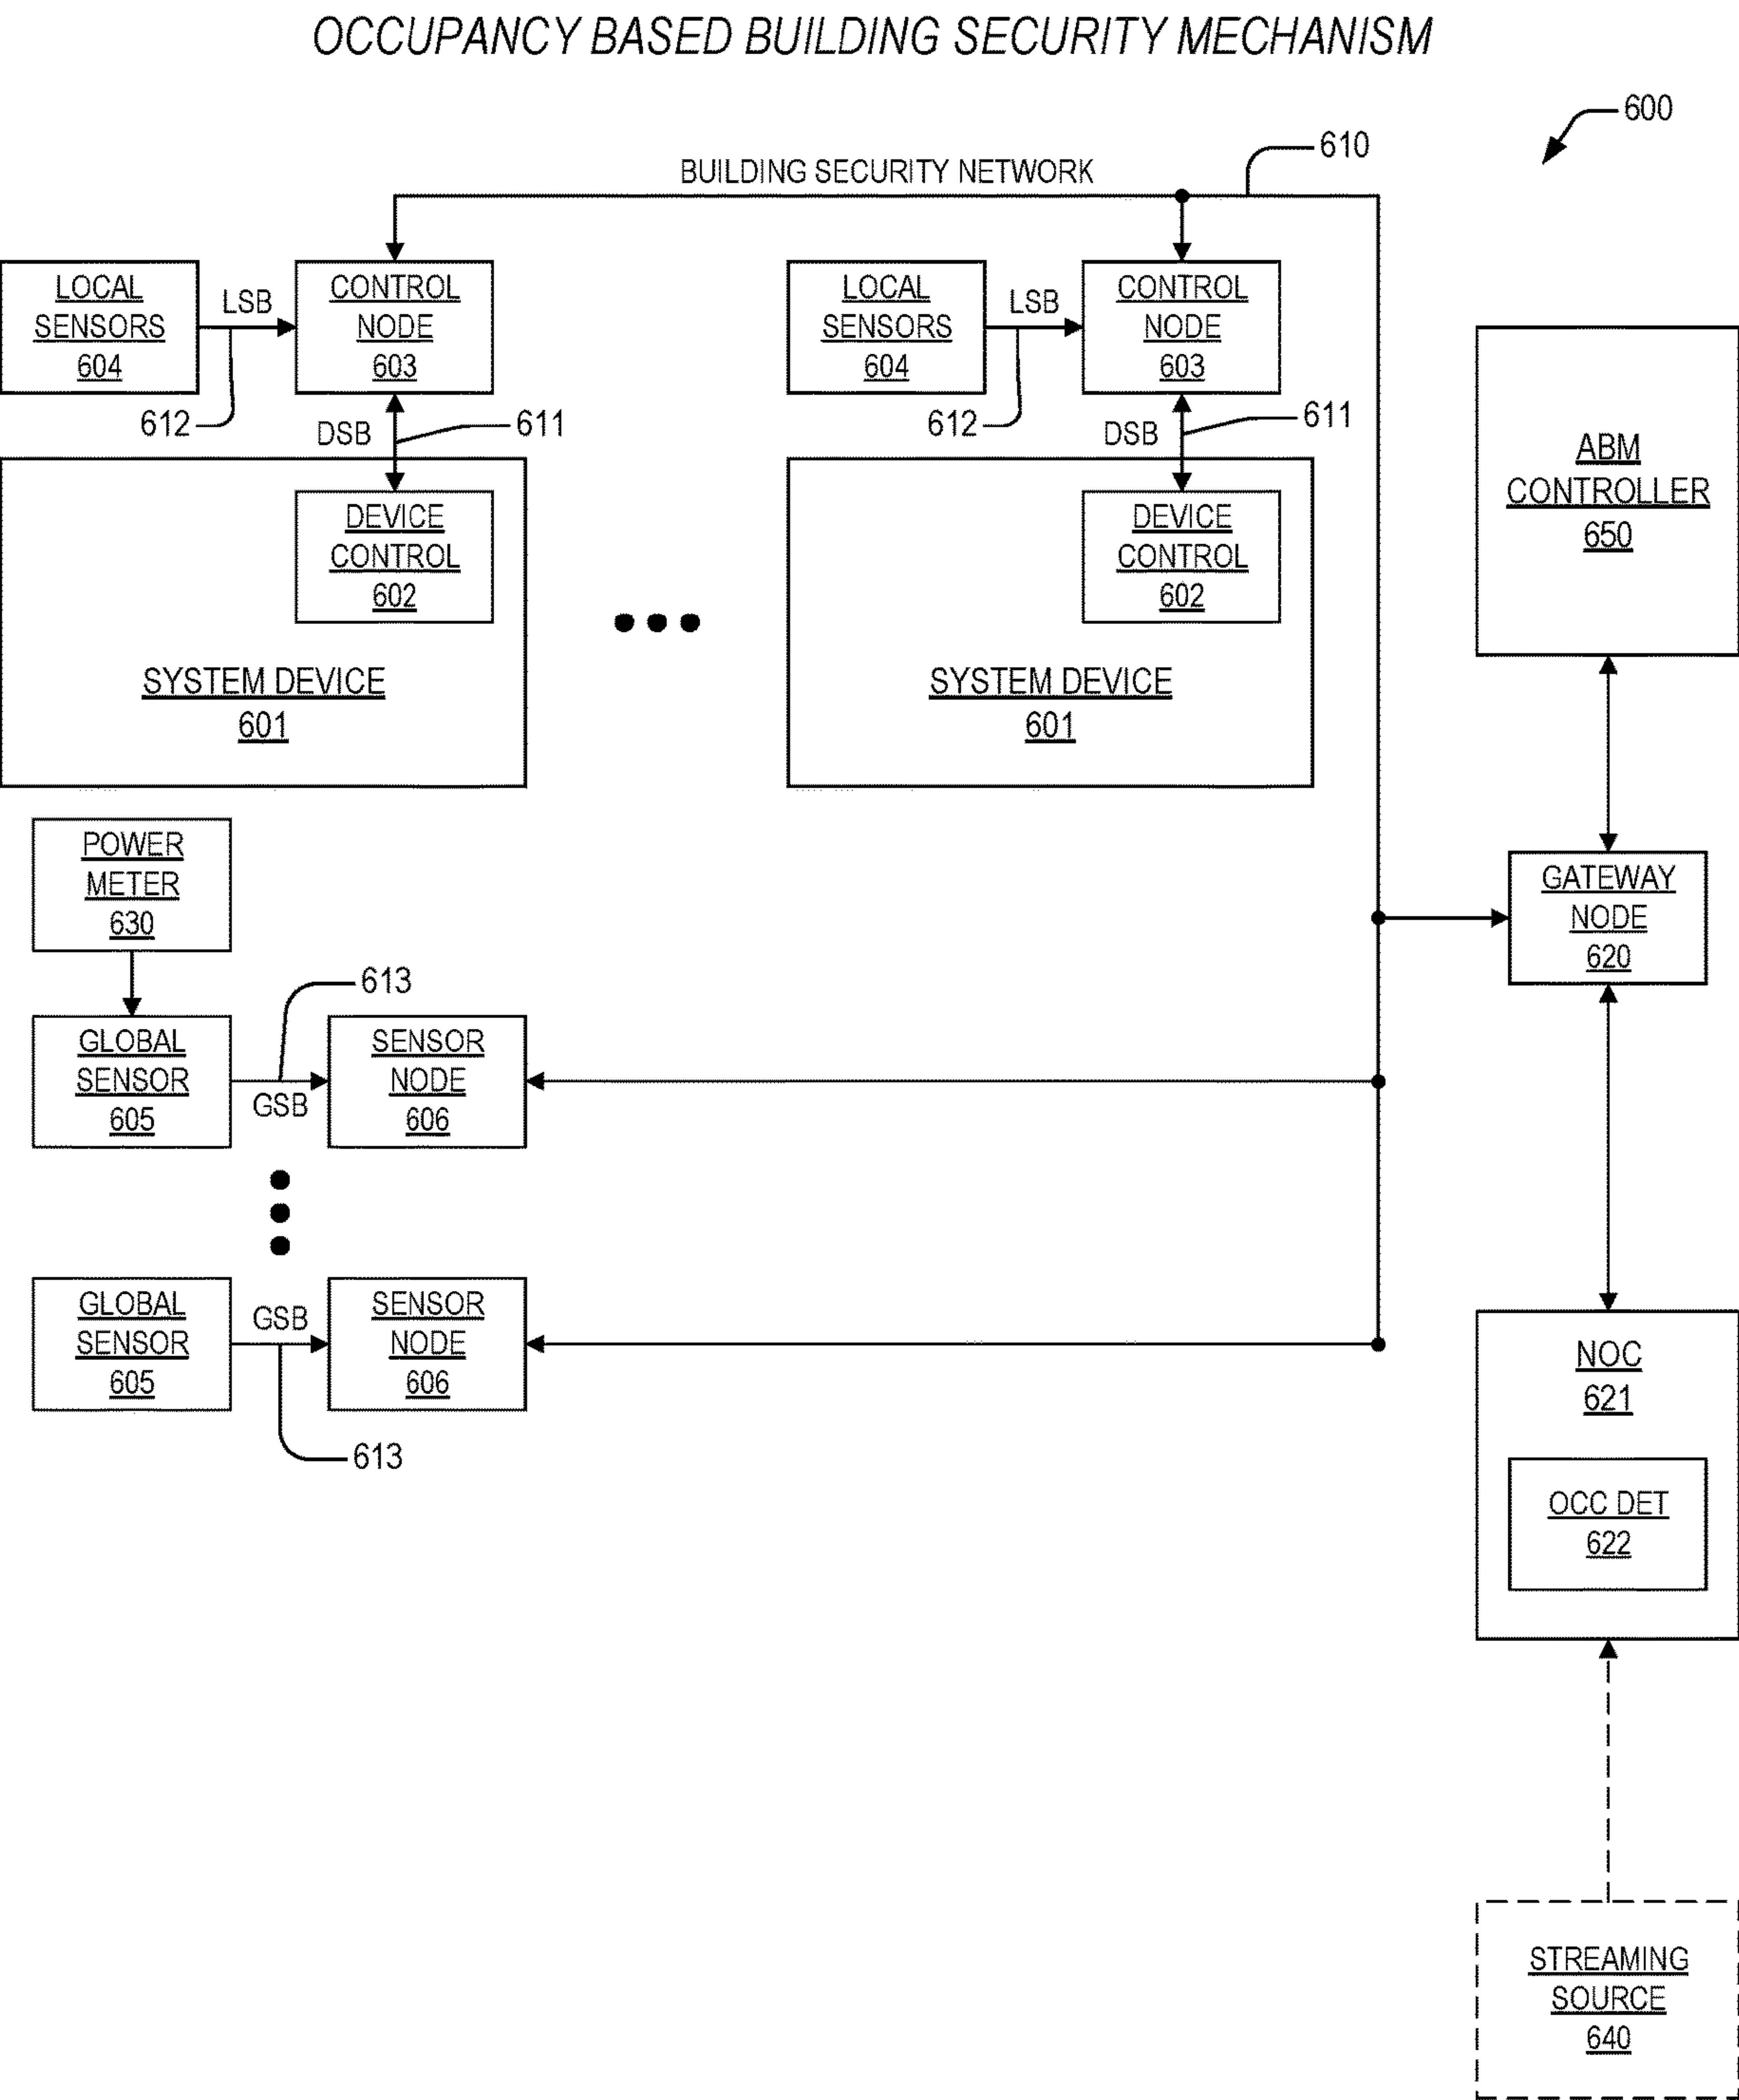 OCCUPANCY BASED BUILDING SECURITY MECHANISM
600
610
BUILDING SECURITY NETWORK
LOCAL
SENSORS
604
LSB
612
CONTROL
NODE
603
DSB
611
DEVICE
CONTROL
602
SYSTEM DEVICE
601
LOCAL
SENSORS
604
LSB
612
CONTROL
NODE
603
DSB
611
DEVICE
CONTROL
602
SYSTEM DEVICE
601
ABM
CONTROLLER
650
POWER
METER
630
GATEWAY
NODE
620
613
GLOBAL
SENSOR
605
GSB
SENSOR
NODE
606
GLOBAL
SENSOR
605
GSB
SENSOR
NODE
606
613
NOC
621
OCC DET
622
STREAMING
SOURCE
640